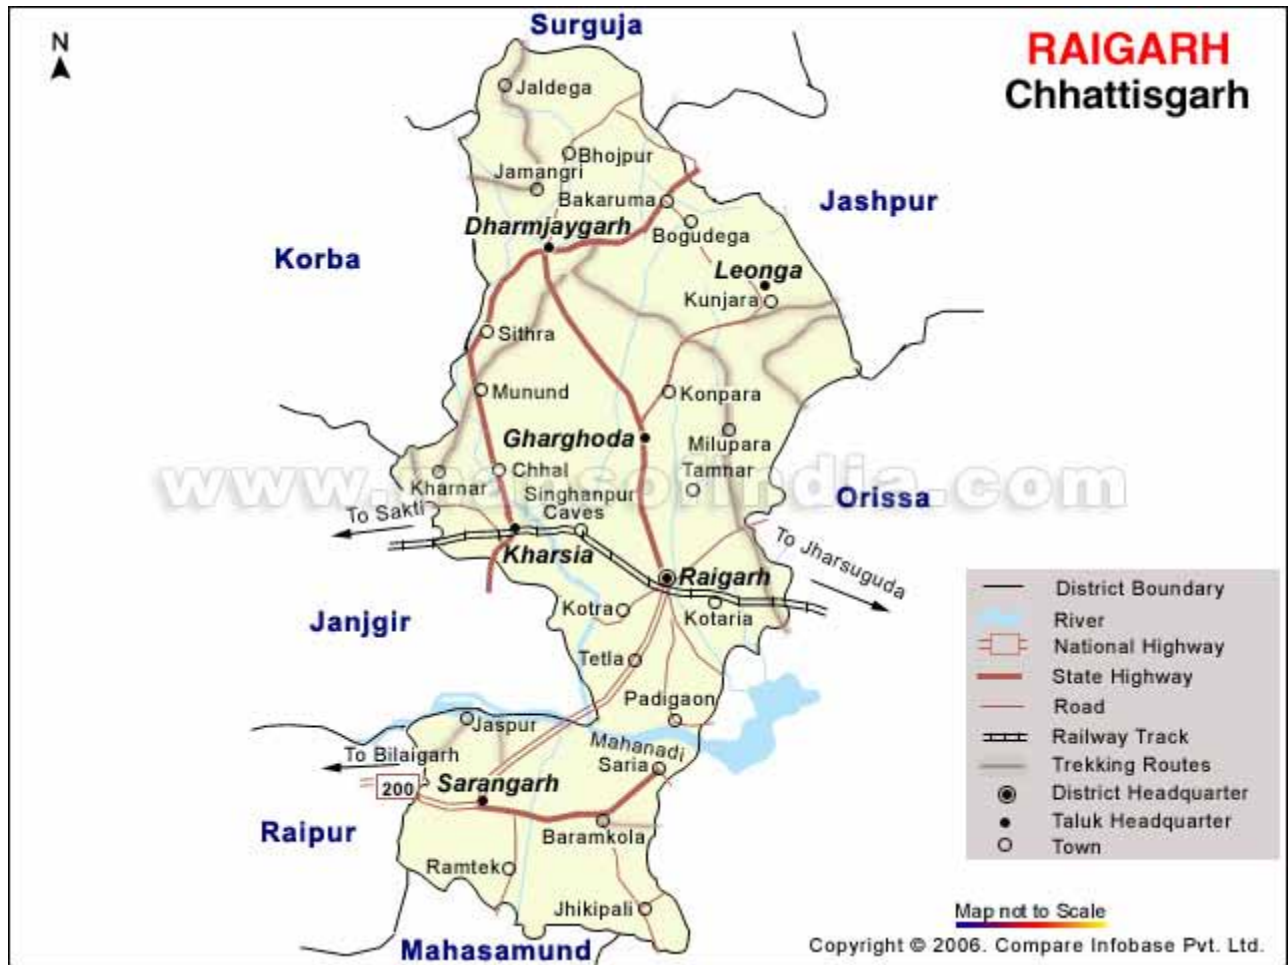 Surguja
N
RAIGARH
Chhattisgarh
Jaldega
Bhojpur
Jamangri
Bakaruma
Jashpur
Dharmjaygarh
Bogudega
Korba
Leonga
Kunjara
Sithra
Munund
Konpara
Gharghoda
Milupara
Chhal
Tamnar
Kharnar
Singhanpur
Caves
www.mapsofindia.com
Orissa
To Sakti
To Jharsuguda
Kharsia
Raigarh
Kotra
Kotaria
Janjgir
Tetla
Padigaon
Jaspur
Mahanadi
To Bilaigarh
Saria
200
Sarangarh
Raipur
Baramkola
Ramtek
Jhikipali
Mahasamund
District Boundary
River
National Highway
State Highway
Road
Railway Track
Trekking Routes
District Headquarter
Taluk Headquarter
Town
Map not to Scale
Copyright © 2006. Compare Infobase Pvt. Ltd.